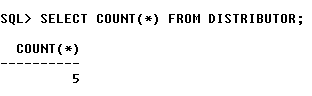 SQL> SELECT COUNT(*) FROM DISTRIBUTOR;
COUNT(*)
----------
5